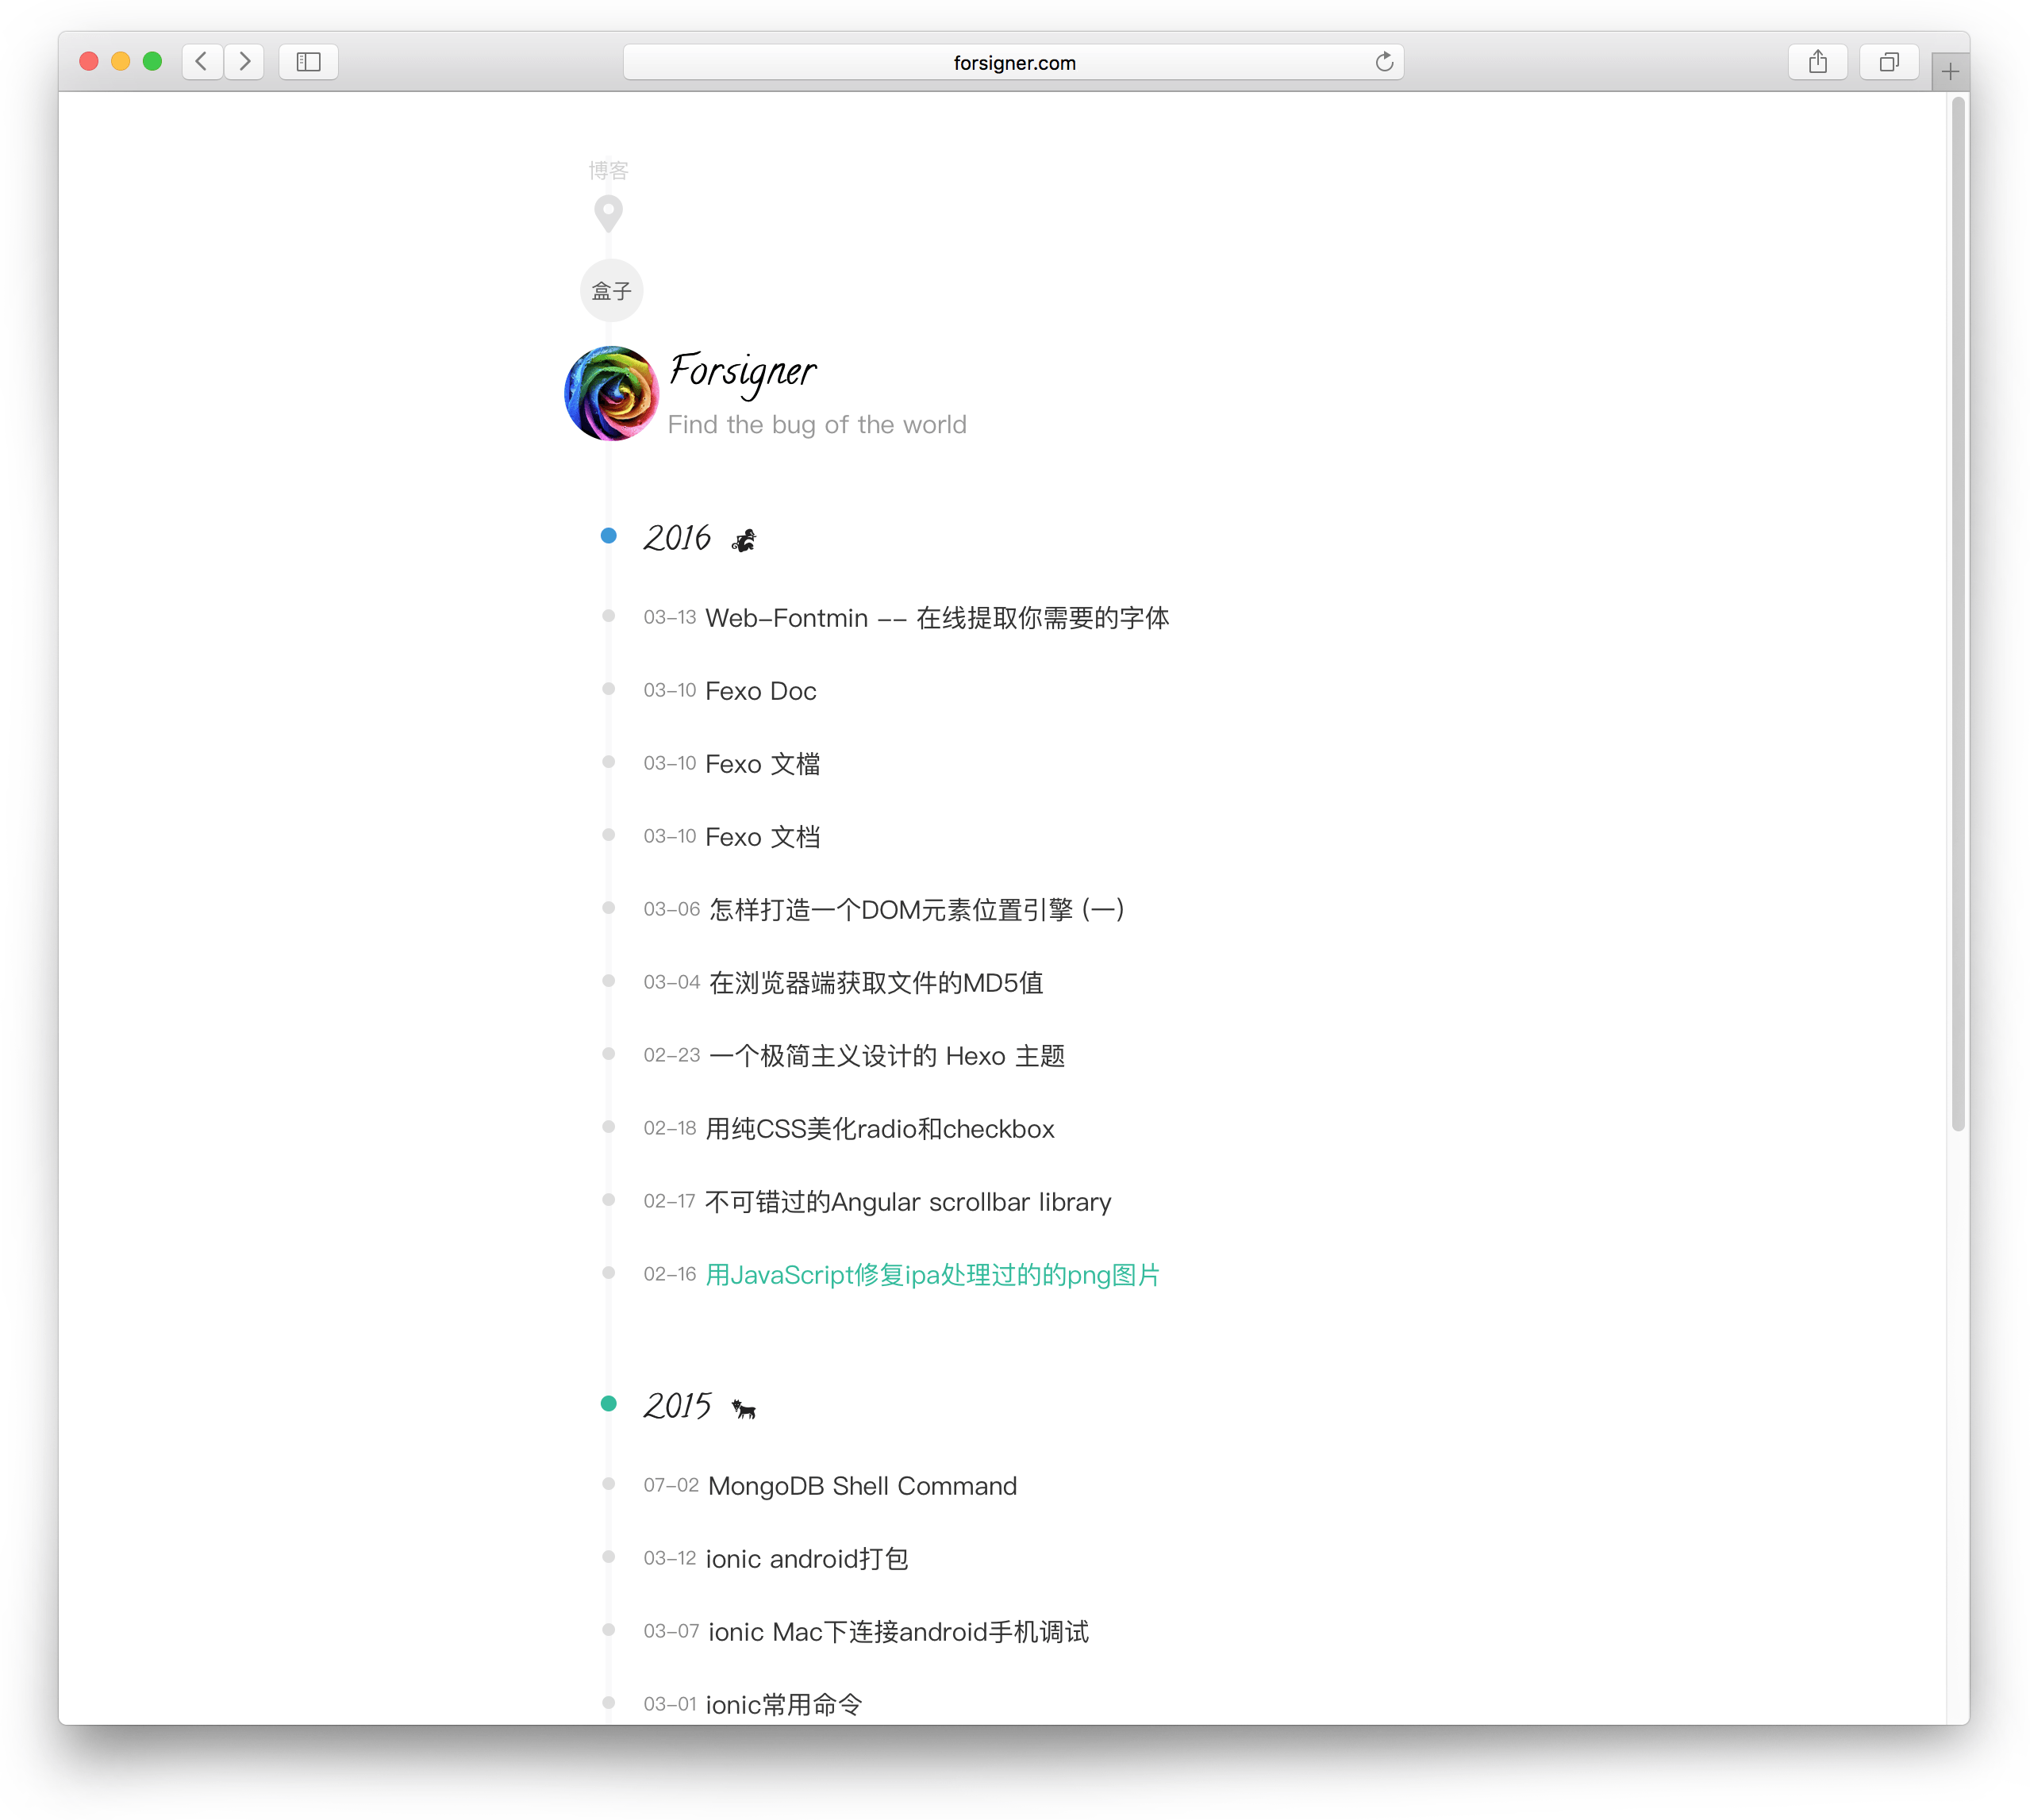 forsigner.com
博客
盒子
Forsigner
Find the bug of the world
2016
03-13 Web-Fontmin -- 在线提取你需要的字体
03-10 Fexo Doc
03-10 Fexo 文檔
03-10 Fexo 文档
03-06 怎样打造一个DOM元素位置引擎 (一)
03-04 在浏览器端获取文件的MD5值
02-23 一个极简主义设计的 Hexo 主题
02-18 用纯CSS美化radio和checkbox
02-17 不可错过的Angular scrollbar library
02-16 用JavaScript修复ipa处理过的的png图片
2015
07-02 MongoDB Shell Command
03-12 ionic android打包
03-07 ionic Mac下连接android手机调试
03-01 ionic常用命令